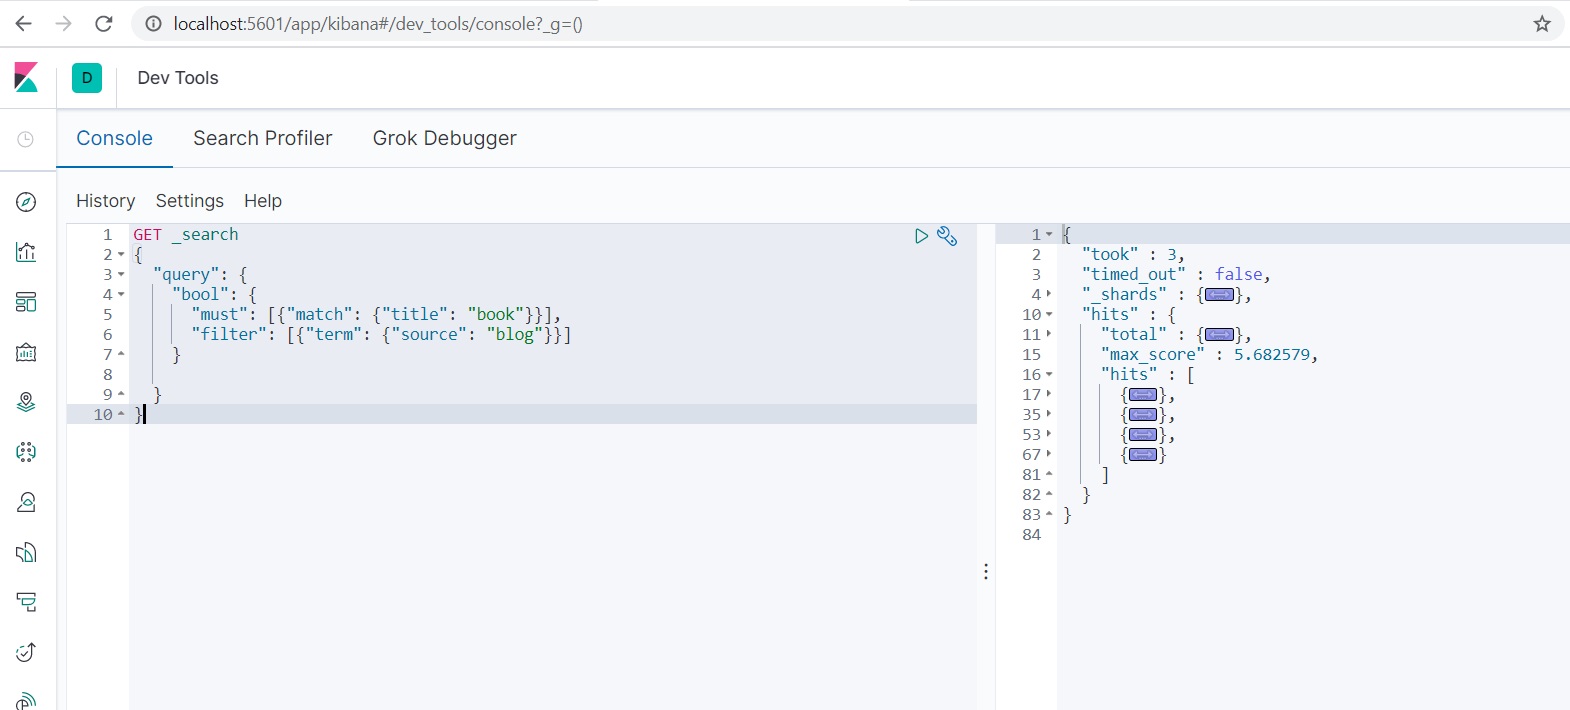 localhost:5601/app/kibana#/dev_tools/console?_g=()
D Dev Tools
Console Search Profiler Grok Debugger
History Settings Help
1 GET _search
2 {
3 "query": {
4 "bool": {
5 "must": [{"match": {"title": "book"}}],
6 "filter": [{"term": {"source": "blog"}}]
7 }
8
9 }
10 }
1 {
2 "took" : 3,
3 "timed_out" : false,
4 "_shards" : {},
10 "hits" : {
11 "total" : {},
15 "max_score" : 5.682579,
16 "hits" : [
17 {},
35 {},
53 {},
67 {}
81 ]
82 }
83 }
84